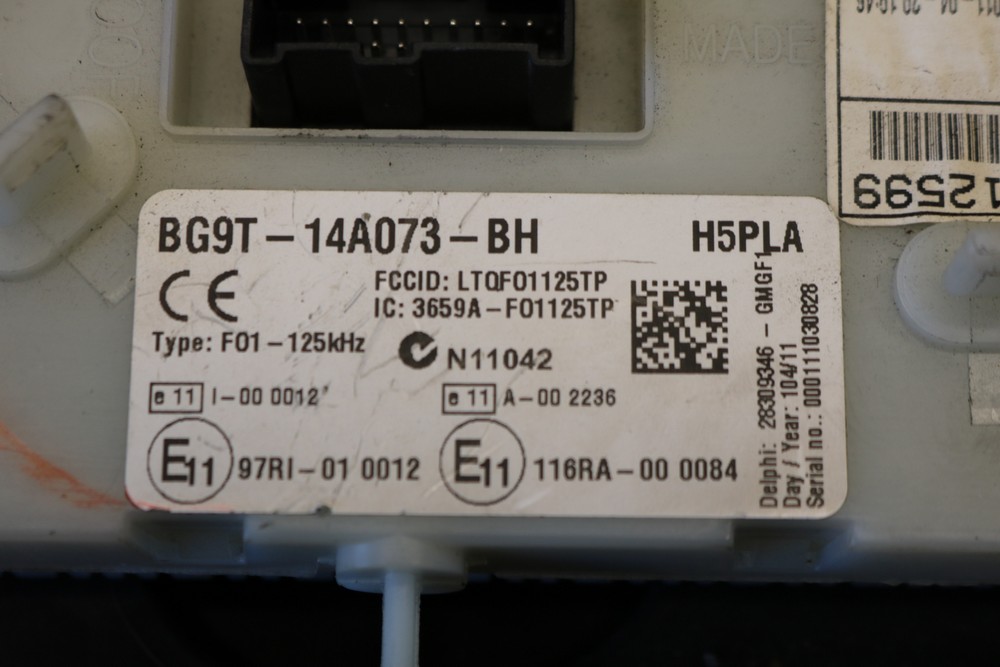 MADE
12599
BG9T-14A073-BH
H5PLA
CE
FCCID: LTQFO1125TP
IC: 3659A-FO1125TP
Type: FO1-125kHz
N11042
e 11 I-00 0012
e 11 A-00 2236
E11 97RI-01 0012
E11 116RA-00 0084
Delphi: 28309346 - GMGF1
Day / Year: 104/11
Serial no.: 000111030828